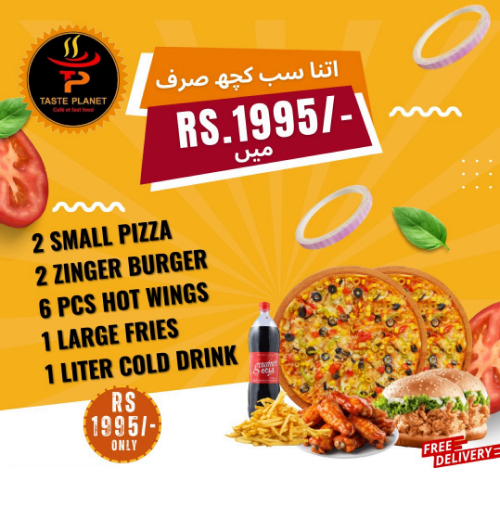 TASTE PLANET
Café et fast food
اتنا سب کچھ صرف
RS.1995/-
میں
2 SMALL PIZZA
2 ZINGER BURGER
6 PCS HOT WINGS
1 LARGE FRIES
1 LITER COLD DRINK
RS
1995/-
ONLY
FREE
DELIVERY